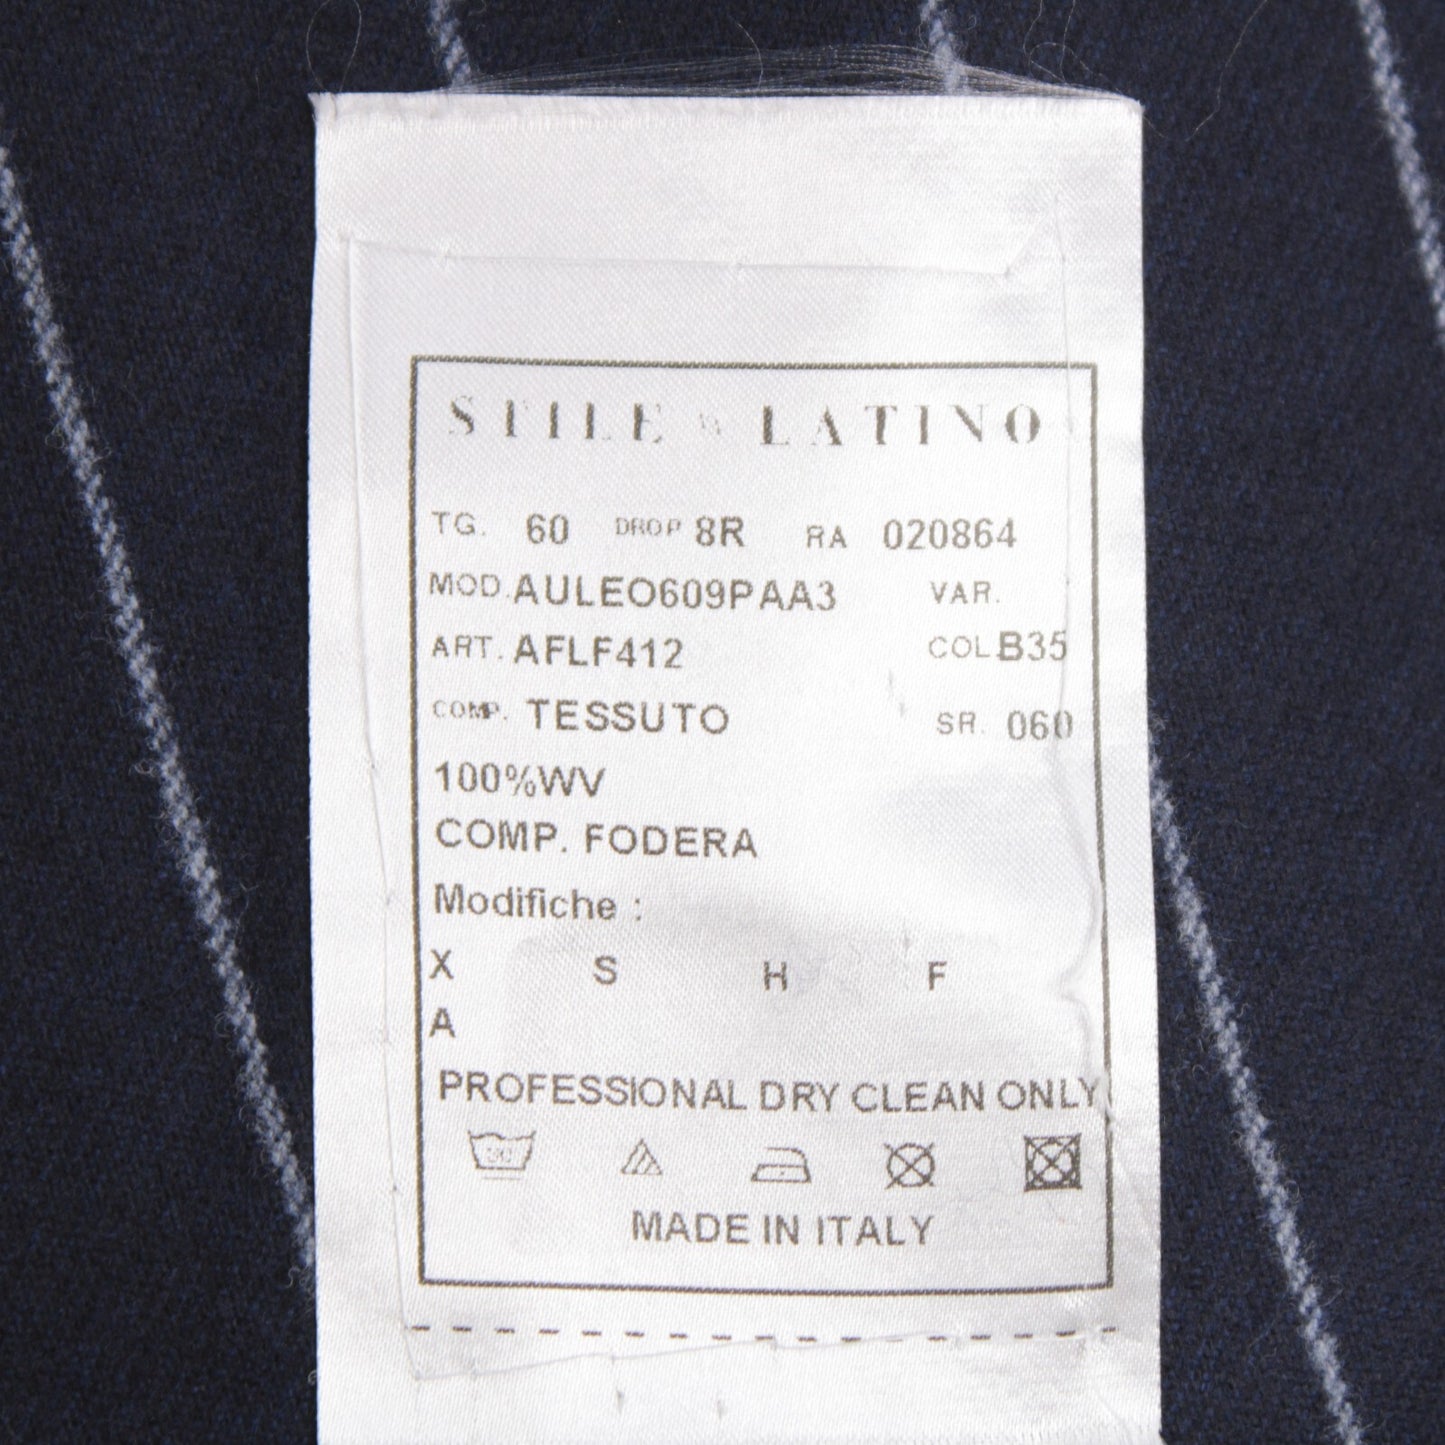 STILE LATINO
TG. 60 DROP 8R RA 020864
MOD. AULEO609PAA3 VAR.
ART. AFLF412 COL B35
COMP. TESSUTO SR. 060
100%WV
COMP. FODERA
Modifiche :
X S H F
A
PROFESSIONAL DRY CLEAN ONLY
30
MADE IN ITALY